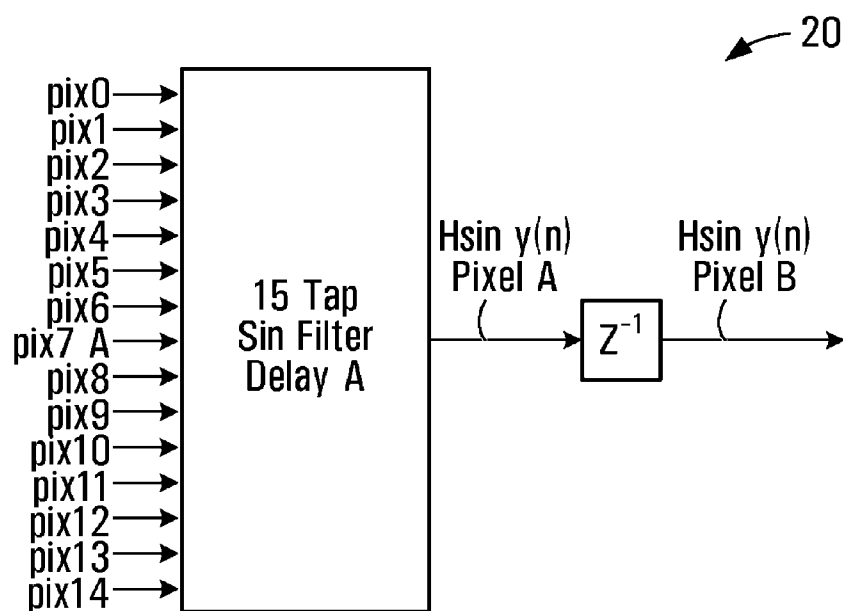 20
pix0
pix1
pix2
pix3
pix4
pix5
pix6
pix7 A
pix8
pix9
pix10
pix11
pix12
pix13
pix14
15 Tap
Sin Filter
Delay A
Hsin y(n)
Pixel A
Z⁻¹
Hsin y(n)
Pixel B